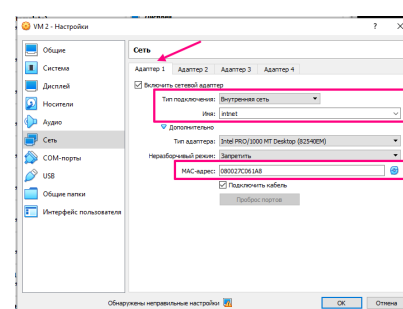 VM 2 - Настройки
?
Общие
Система
Дисплей
Носители
Аудио
Сеть
COM-порты
USB
Общие папки
Интерфейс пользователя
Сеть
Адаптер 1 Адаптер 2 Адаптер 3 Адаптер 4
Включить сетевой адаптер
Тип подключения: Внутренняя сеть
Имя: intnet
Дополнительно
Тип адаптера: Intel PRO/1000 MT Desktop (82540EM)
Неразборчивый режим: Запретить
MAC-адрес: 080027C061A8
Подключить кабель
Проброс портов
Обнаружены неправильные настройки
ОК Отмена